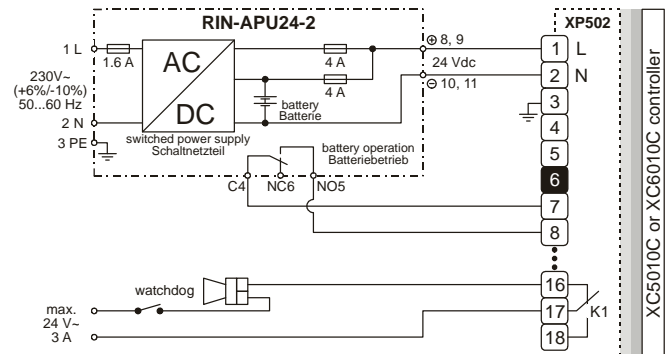 RIN-APU24-2
XP502
1 L
1.6 A
AC
DC
4 A
4 A
⊕ 8, 9
24 Vdc
⊖ 10, 11
230V~
(+6%/-10%)
50...60 Hz
battery
Batterie
2 N
3 PE
switched power supply
Schaltnetzteil
battery operation
Batteriebetrieb
C4
NC6
NO5
1
L
2
N
3
4
5
6
7
8
16
17
18
K1
watchdog
max.
24 V~
3 A
XC5010C or XC6010C controller